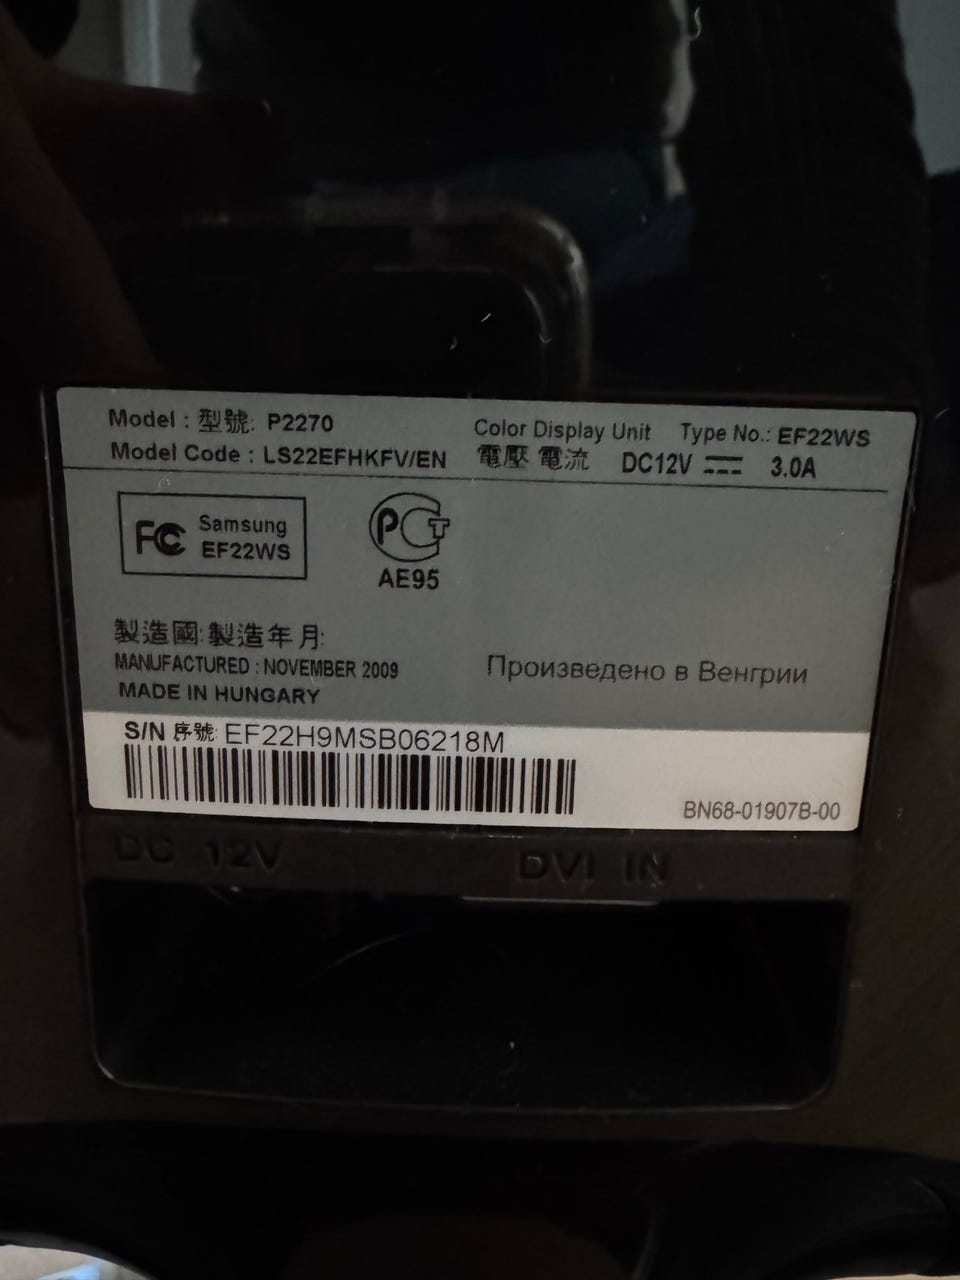 Model : 型號: P2270
Color Display Unit Type No.: EF22WS
Model Code : LS22EFHKFV/EN
電壓 電流 DC12V 3.0A
FC Samsung
EF22WS
PCT
AE95
製造國: 製造年月:
MANUFACTURED : NOVEMBER 2009
MADE IN HUNGARY
Произведено в Венгрии
S/N 序號: EF22H9MSB06218M
BN68-01907B-00
DC 12V DVI IN